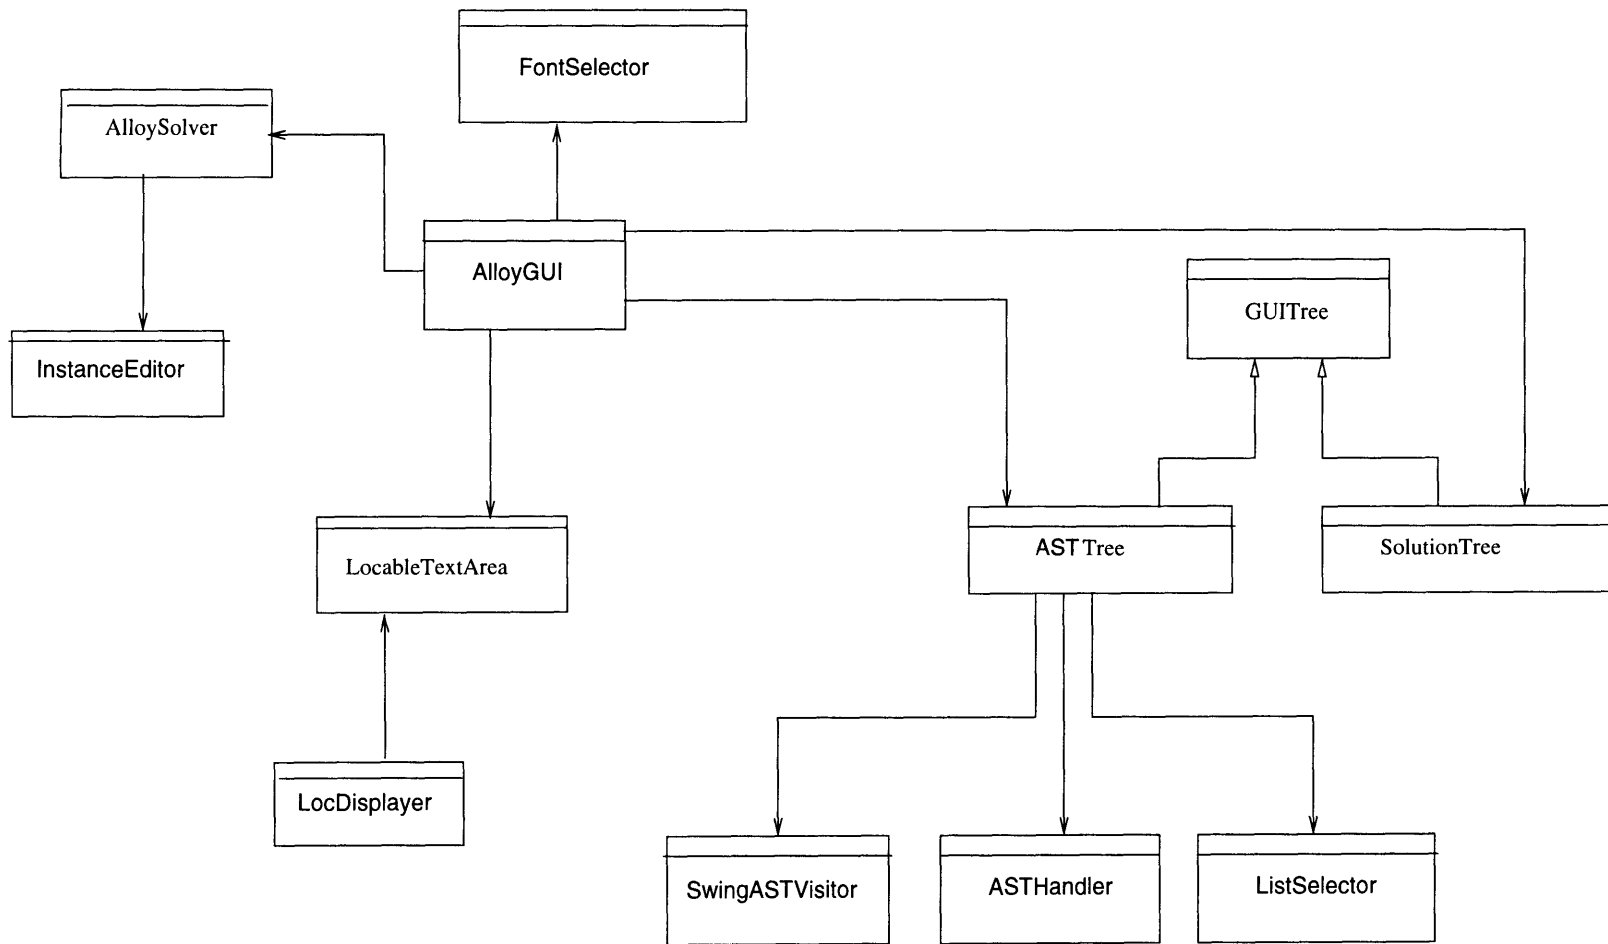 FontSelector
AlloySolver
AlloyGUI
GUITree
InstanceEditor
LocableTextArea
AST Tree
SolutionTree
LocDisplayer
SwingASTVisitor
ASTHandler
ListSelector